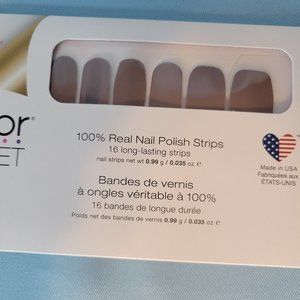 or®
ET
100% Real Nail Polish Strips
16 long-lasting strips
nail strips net wt 0.99 g / 0.035 oz e
Made in USA
Fabriquées aux
ÉTATS-UNIS
Bandes de vernis
à ongles véritable à 100%
16 bandes de longue durée
Poids net des bandes de vernis 0.99 g / 0.035 oz e